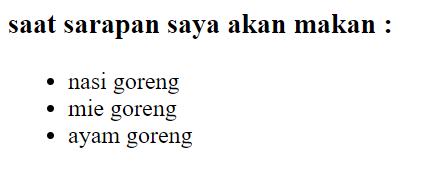 saat sarapan saya akan makan :
• nasi goreng
• mie goreng
• ayam goreng